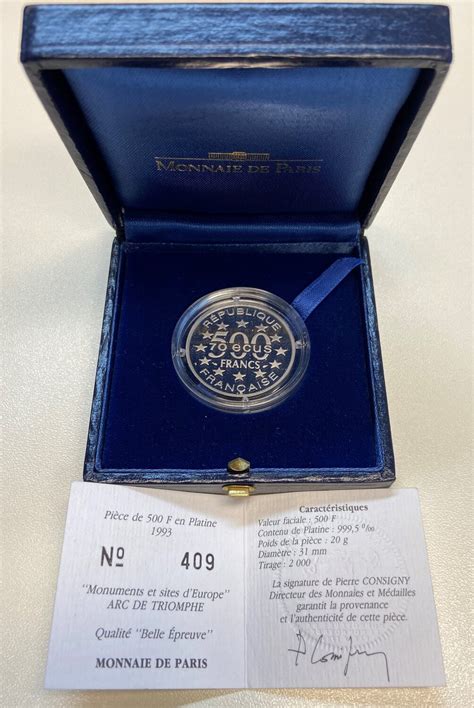 MONNAIE DE PARIS
RÉPUBLIQUE
500
70 ECUS
FRANCS
FRANÇAISE
Pièce de 500 F en Platine
1993
No 409
"Monuments et sites d'Europe"
ARC DE TRIOMPHE
Qualité "Belle Épreuve"
MONNAIE DE PARIS
Caractéristiques
Valeur faciale : 500 F
Contenu de Platine : 999,5 ‰
Poids de la pièce : 20 g
Diamètre : 31 mm
Tirage : 2 000
La signature de Pierre CONSIGNY
Directeur des Monnaies et Médailles
garantit la provenance
et l'authenticité de cette pièce.